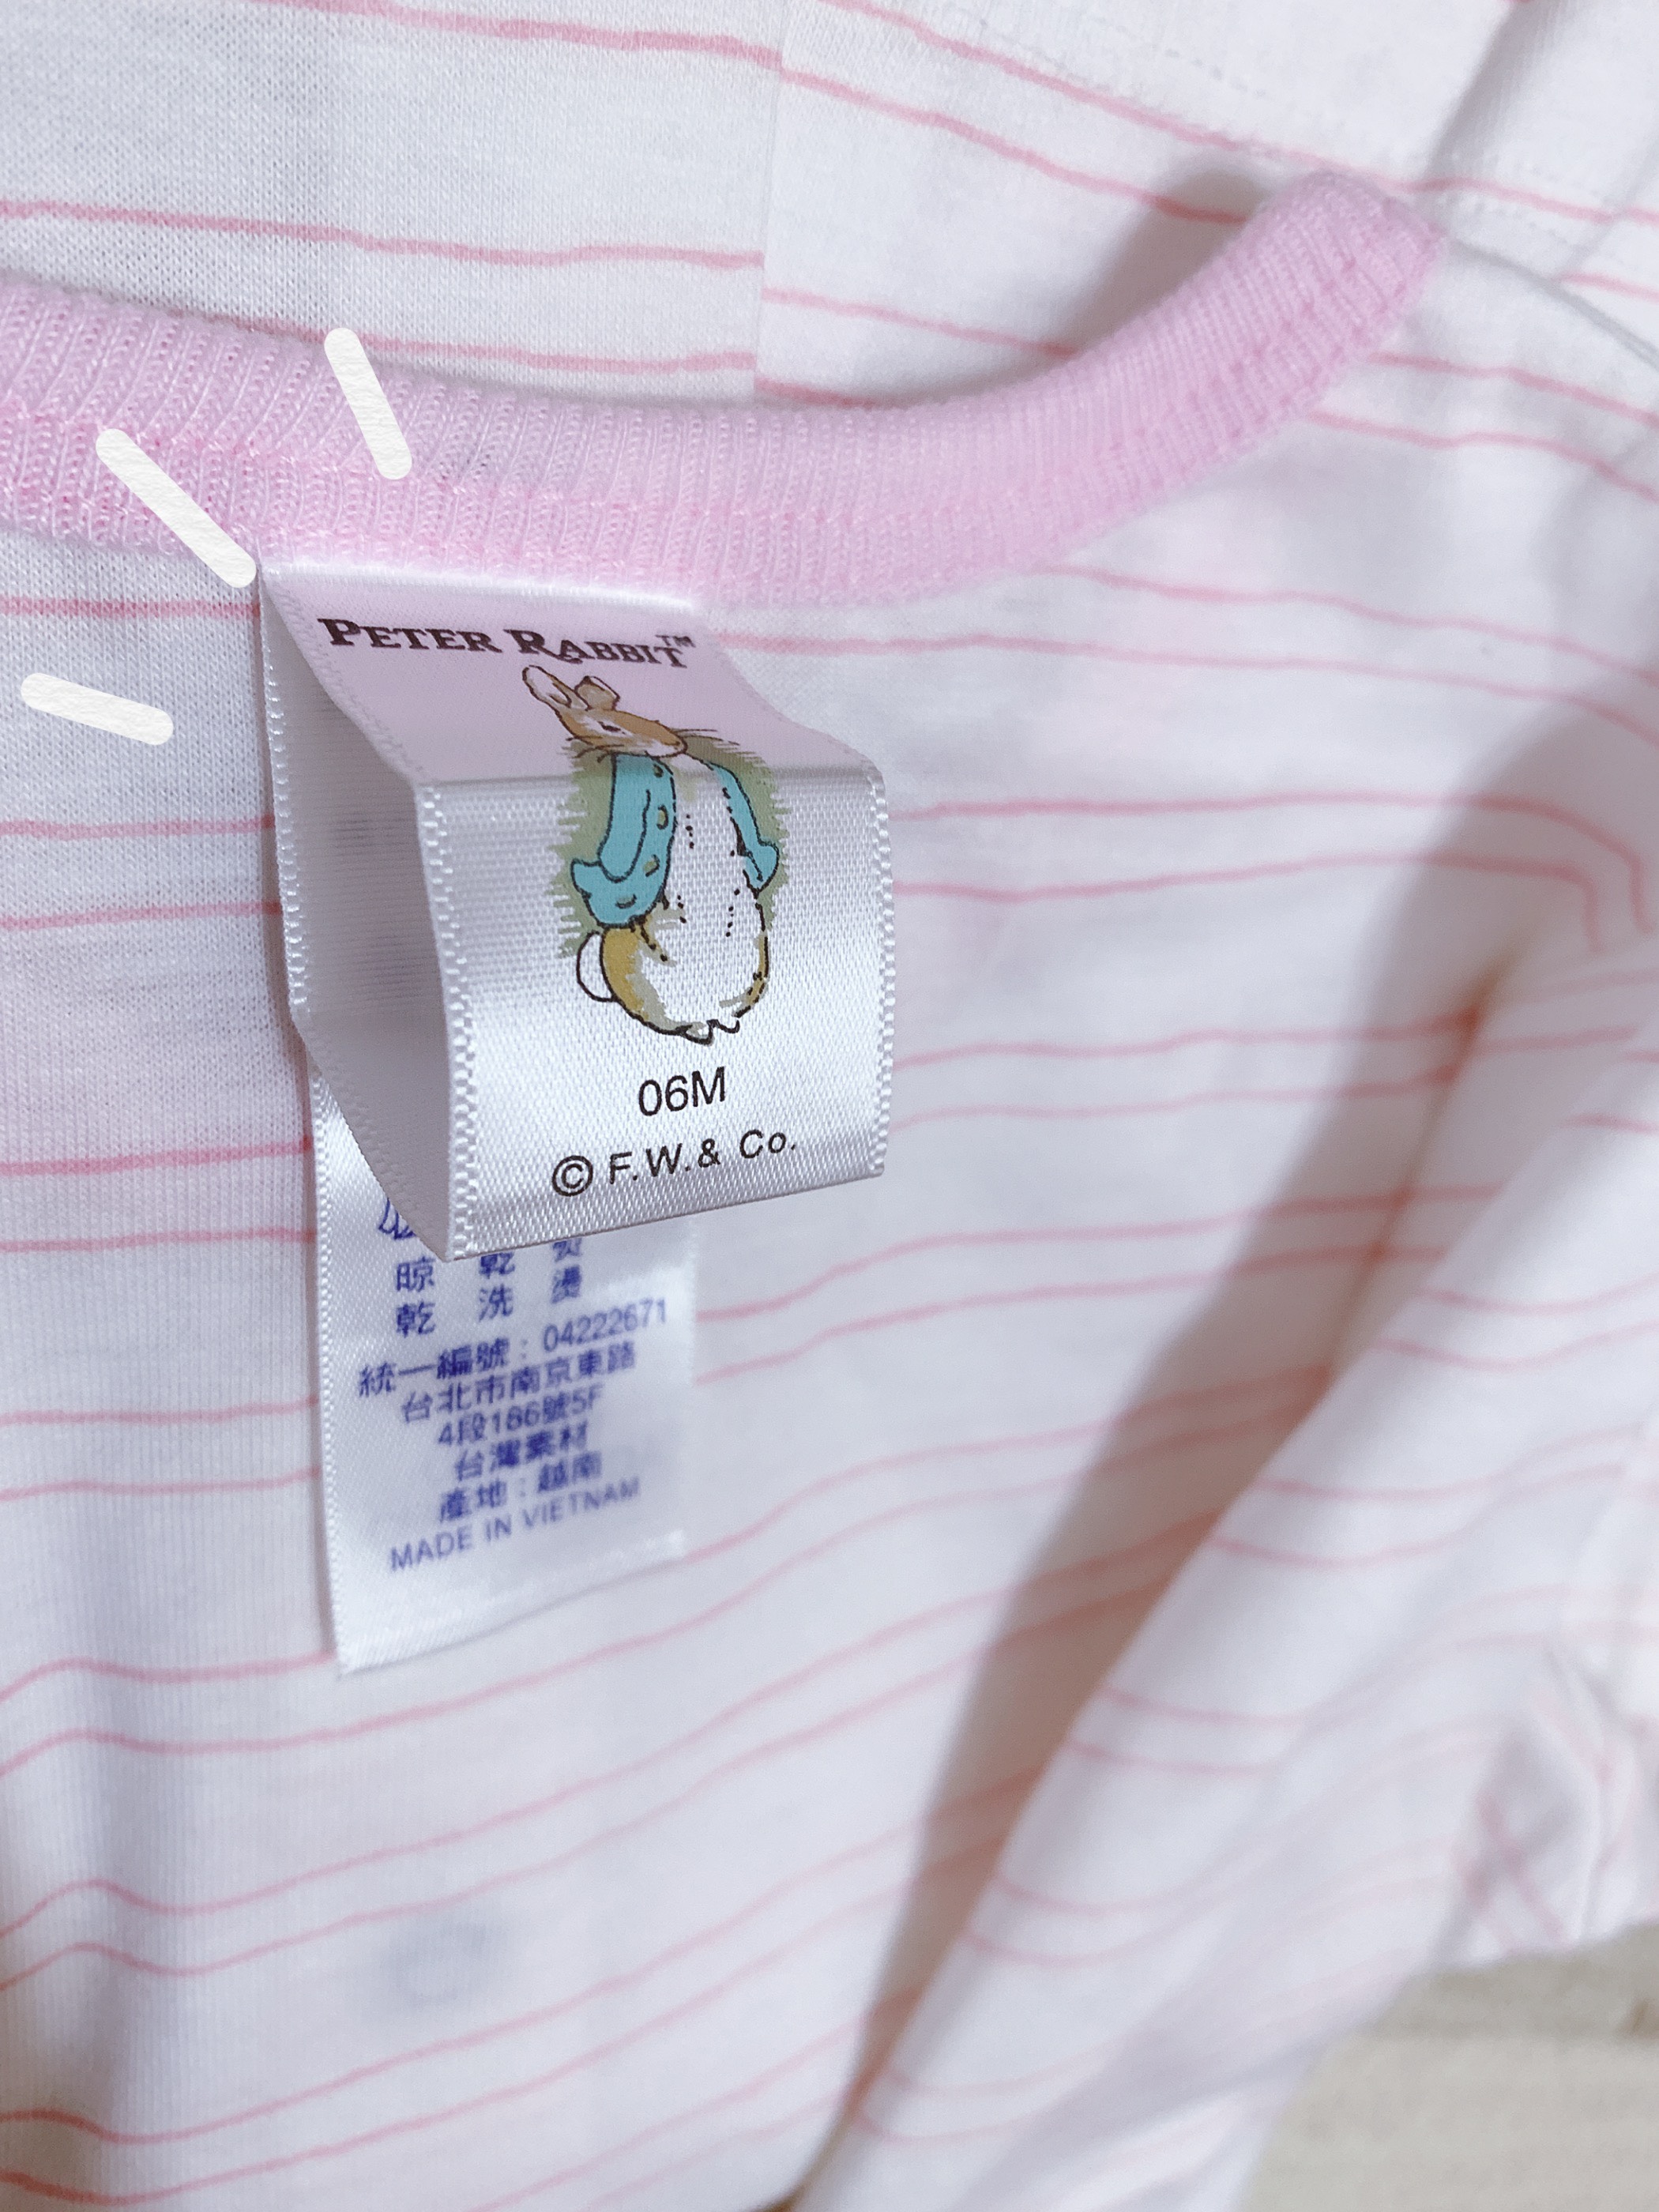 PETER RABBIT™
06M
© F.W. & Co.
晾 乾 熨
乾 洗 燙
統一編號：04222671
台北市南京東路
4段186號5F
台灣素材
產地：越南
MADE IN VIETNAM